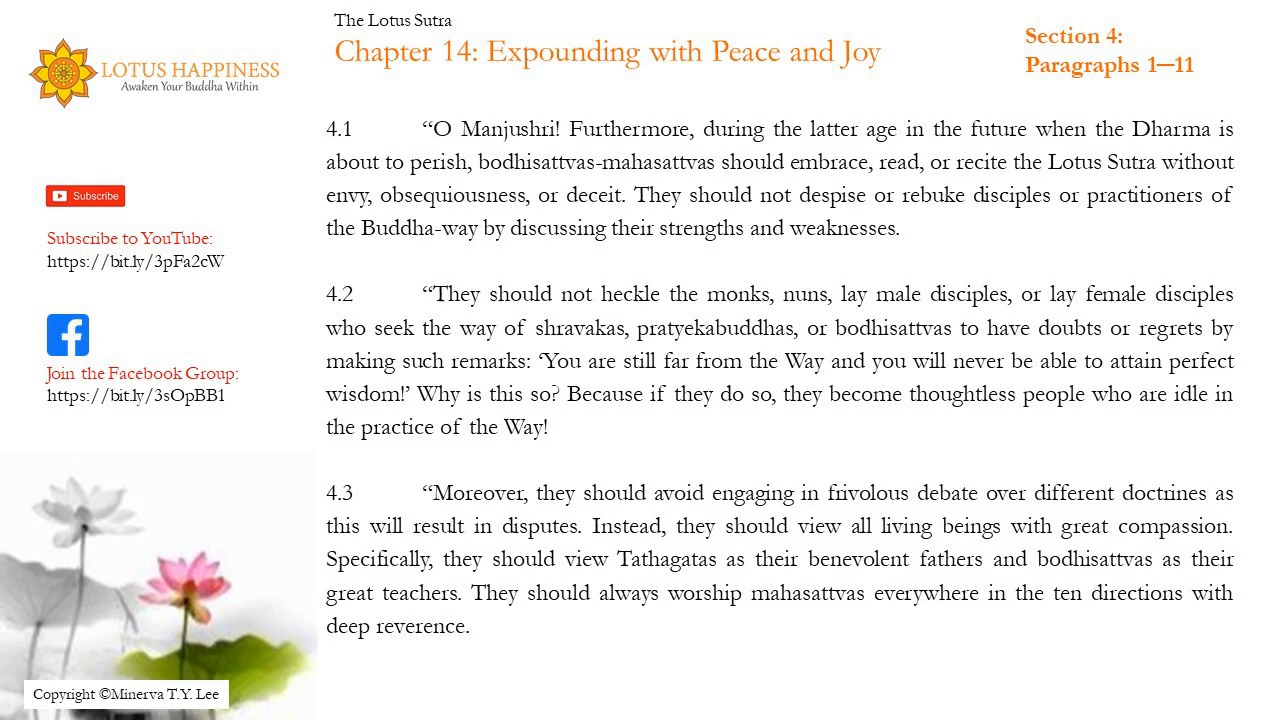 The Lotus Sutra
Chapter 14: Expounding with Peace and Joy
Section 4:
Paragraphs 1—11
LOTUS HAPPINESS
Awaken Your Buddha Within
Subscribe
Subscribe to YouTube:
https://bit.ly/3pFa2cW
Join the Facebook Group:
https://bit.ly/3sOpBB1
4.1 “O Manjushri! Furthermore, during the latter age in the future when the Dharma is
about to perish, bodhisattvas-mahasattvas should embrace, read, or recite the Lotus Sutra without
envy, obsequiousness, or deceit. They should not despise or rebuke disciples or practitioners of
the Buddha-way by discussing their strengths and weaknesses.
4.2 “They should not heckle the monks, nuns, lay male disciples, or lay female disciples
who seek the way of shravakas, pratyekabuddhas, or bodhisattvas to have doubts or regrets by
making such remarks: ‘You are still far from the Way and you will never be able to attain perfect
wisdom!’ Why is this so? Because if they do so, they become thoughtless people who are idle in
the practice of the Way!
4.3 “Moreover, they should avoid engaging in frivolous debate over different doctrines as
this will result in disputes. Instead, they should view all living beings with great compassion.
Specifically, they should view Tathagatas as their benevolent fathers and bodhisattvas as their
great teachers. They should always worship mahasattvas everywhere in the ten directions with
deep reverence.
Copyright ©Minerva T.Y. Lee